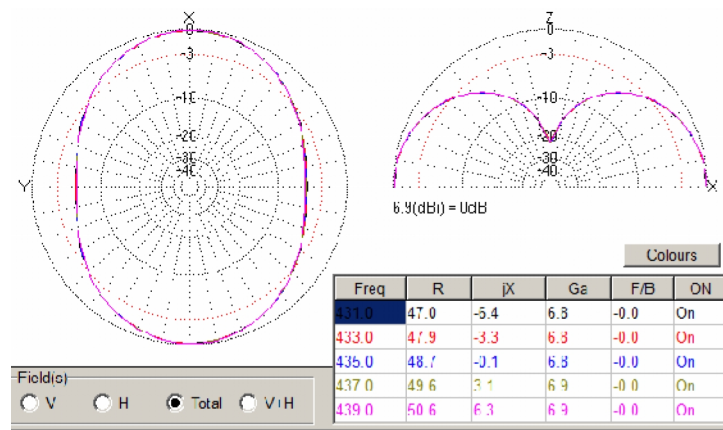 X
0
-3
-10
-20
-30
-40
Y
Z
0
-3
-10
-20
-30
-40
X
6.9(dBi) = 0dB
Colours
Freq R jX Ga F/B ON
431.0 47.0 -6.4 6.8 -0.0 On
433.0 47.9 -3.3 6.8 -0.0 On
435.0 48.7 -0.1 6.8 -0.0 On
437.0 49.6 3.1 6.9 -0.0 On
439.0 50.6 6.3 6.9 -0.0 On
Field(s)
V H Total V+H